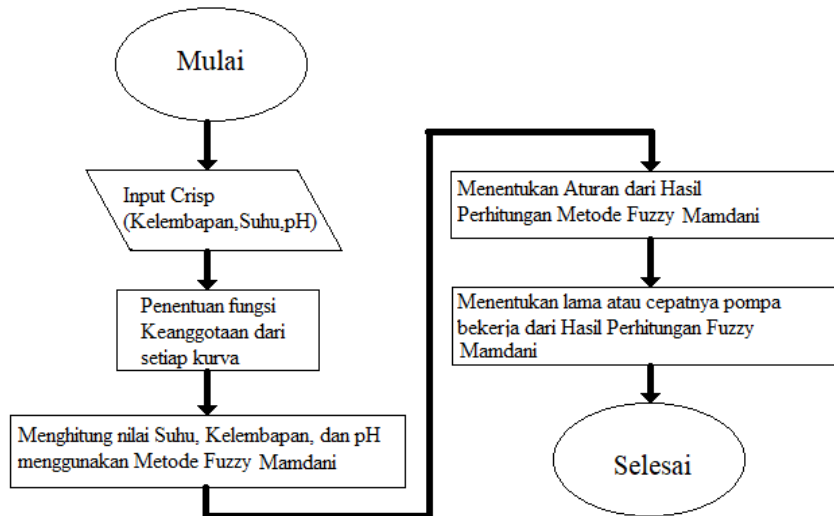 Mulai
Input Crisp
(Kelembapan,Suhu,pH)
Penentuan fungsi
Keanggotaan dari
setiap kurva
Menghitung nilai Suhu, Kelembapan, dan pH
menggunakan Metode Fuzzy Mamdani
Menentukan Aturan dari Hasil
Perhitungan Metode Fuzzy Mamdani
Menentukan lama atau cepatnya pompa
bekerja dari Hasil Perhitungan Fuzzy
Mamdani
Selesai